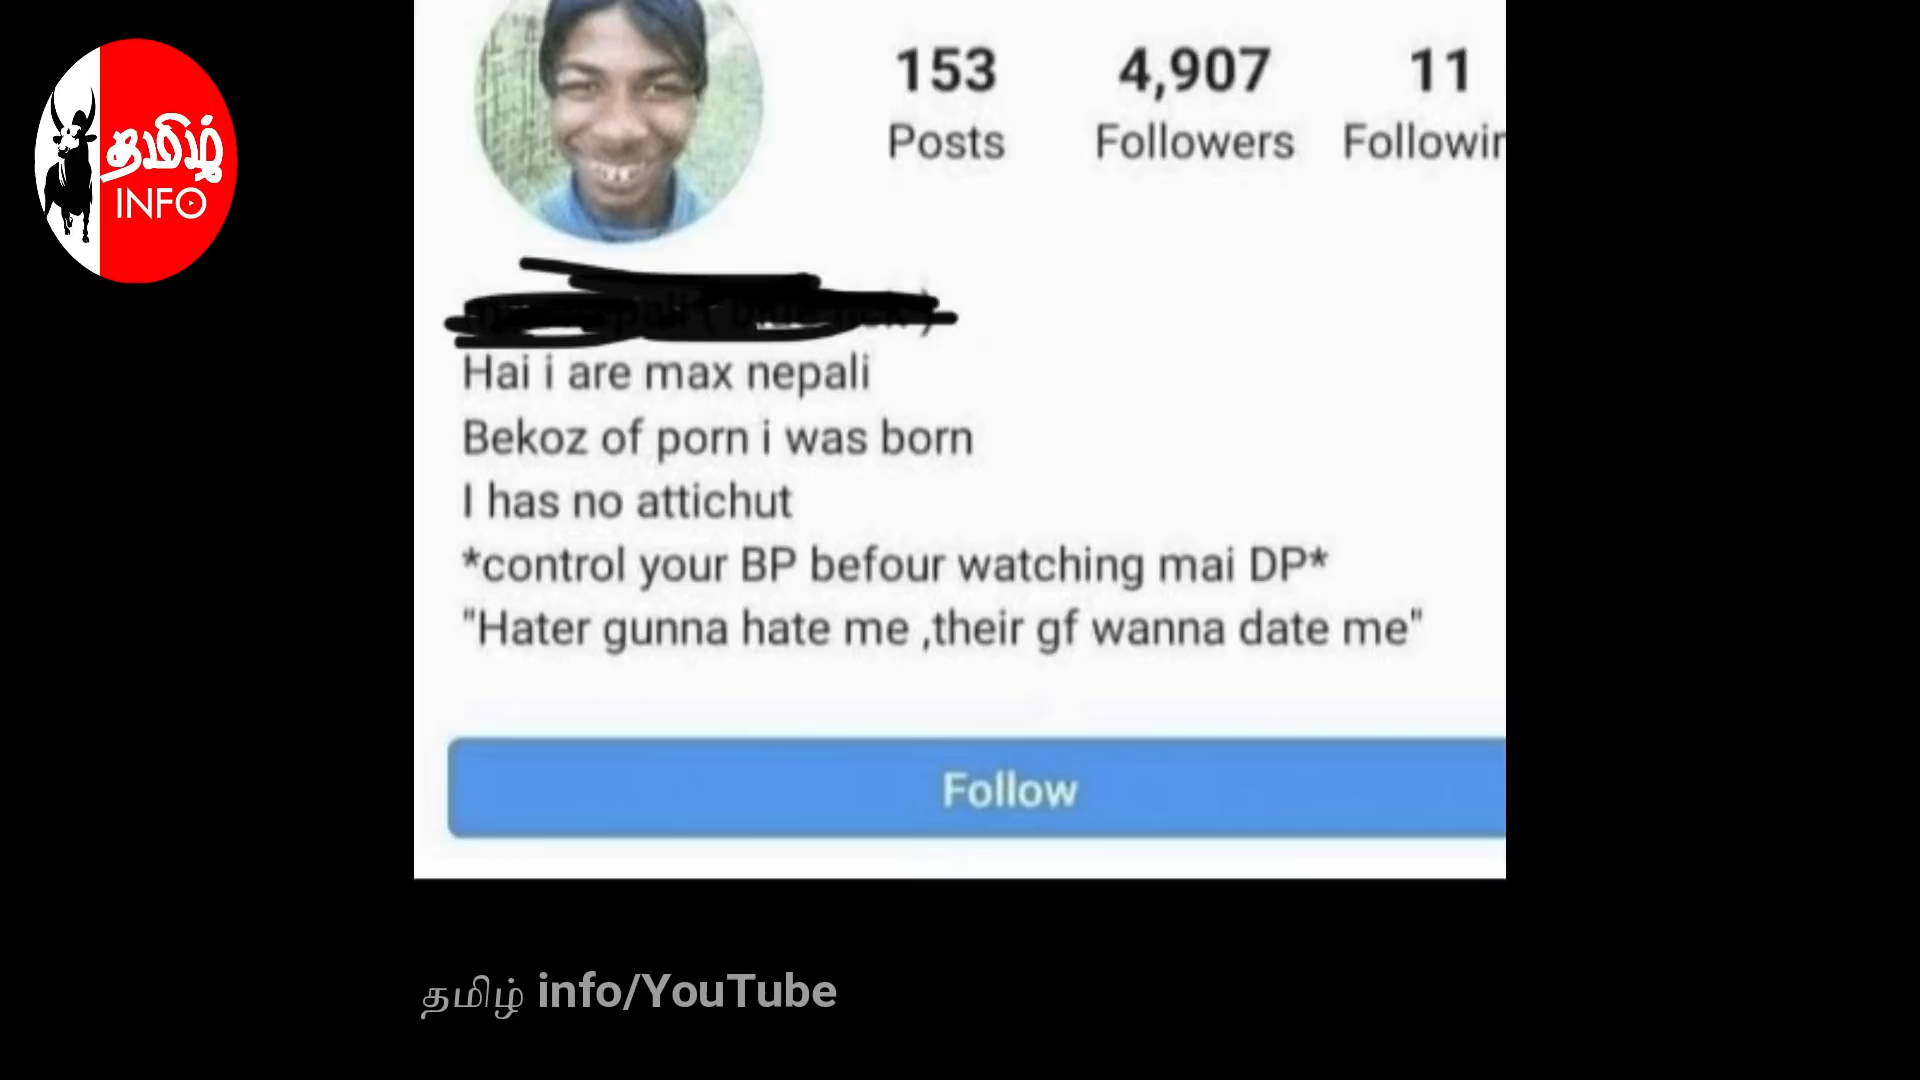 தமிழ்
INFO
153 4,907 11
Posts Followers Followin
Hai i are max nepali
Bekoz of porn i was born
I has no attichut
*control your BP befour watching mai DP*
"Hater gunna hate me ,their gf wanna date me"
Follow
தமிழ் info/YouTube